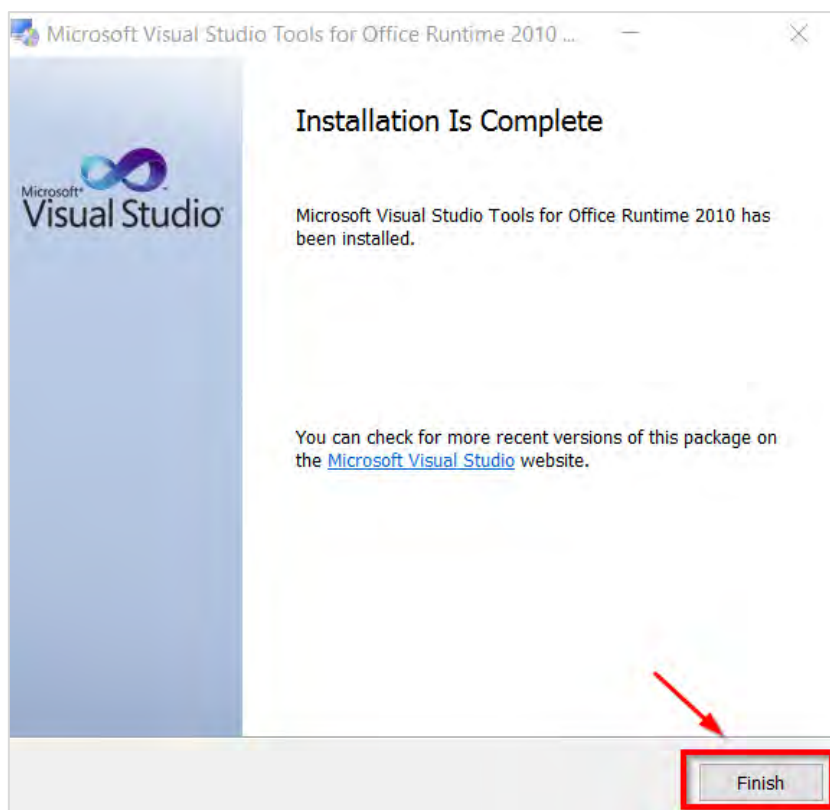 Microsoft Visual Studio Tools for Office Runtime 2010 ...
Installation Is Complete
Microsoft
Visual Studio
Microsoft Visual Studio Tools for Office Runtime 2010 has
been installed.
You can check for more recent versions of this package on
the Microsoft Visual Studio website.
Finish